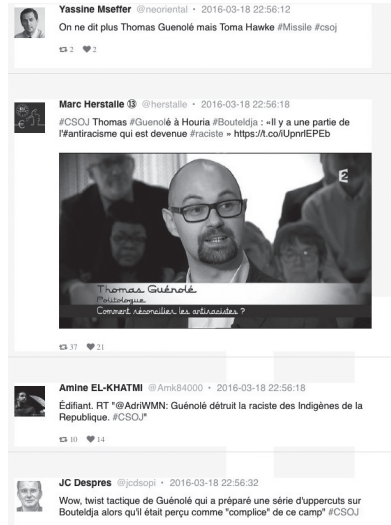 Yassine Mseffer @neorientai • 2016-03-18 22:56:12
On ne dit plus Thomas Guenolé mais Toma Hawke #Missile #csoj
2 2
Marc Herstalle ⑬ @herstalle • 2016-03-18 22:56:18
#CSOJ Thomas #Guenolé à Houria #Bouteldja : «Il y a une partie de
l'#antiracisme qui est devenue #raciste » https://t.co/iUpnrlEPEb
2
Thomas Guénolé
Politologue
Comment réconcilier les antiracistes ?
37 21
Amine EL-KHATMI @Amk84000 • 2016-03-18 22:56:18
Édifiant. RT "@AdriWMN: Guénolé détruit la raciste des Indigènes de la
Republique. #CSOJ"
10 14
JC Despres @jcdsopi • 2016-03-18 22:56:32
Wow, twist tactique de Guénolé qui a préparé une série d'uppercuts sur
Bouteldja alors qu'il était perçu comme "complice" de ce camp" #CSOJ